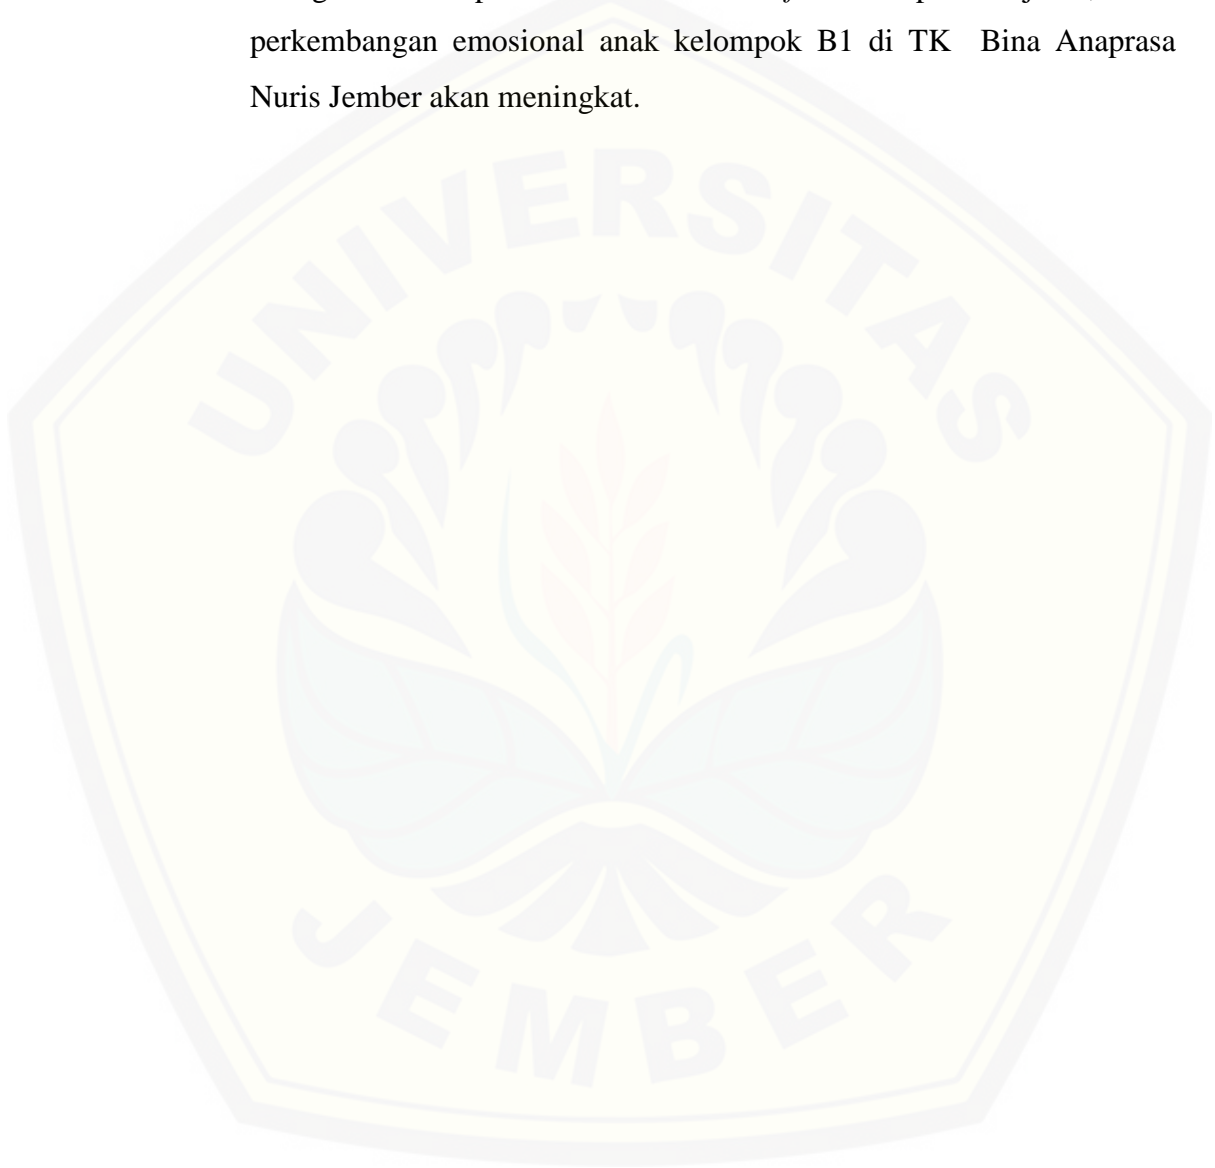 perkembangan emosional anak kelompok B1 di TK Bina Anaprasa
Nuris Jember akan meningkat.
UNIVERSITAS
JEMBER